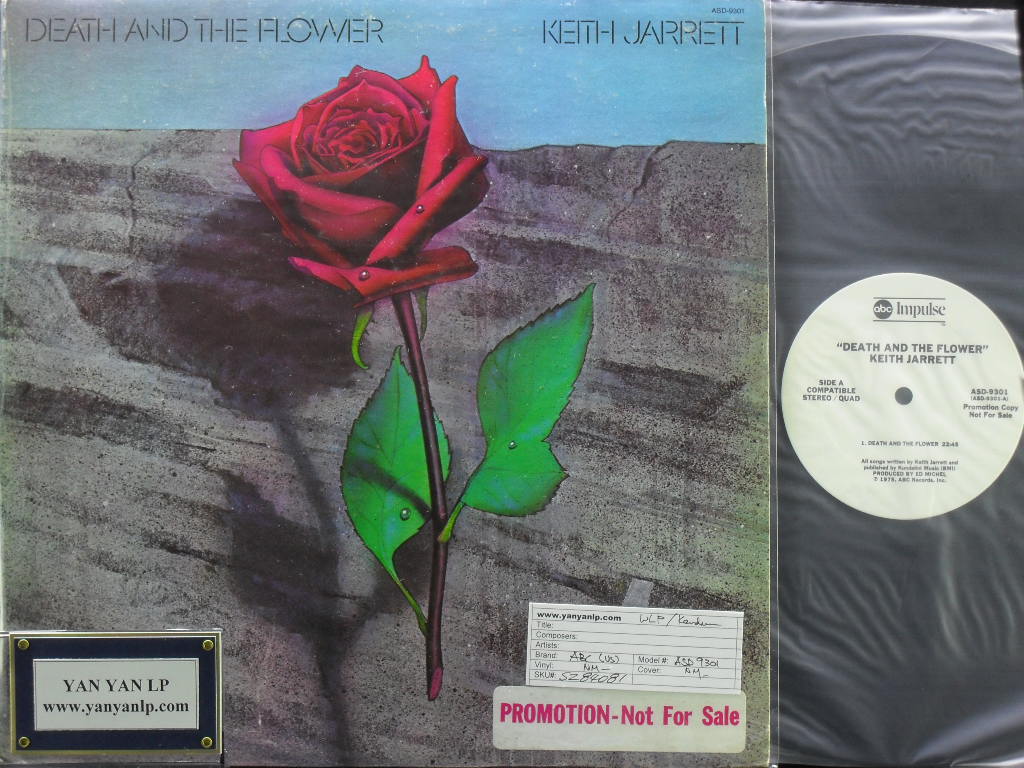 DEATH AND THE FLOWER
KEITH JARRETT
ASD-9301
abc Impulse
"DEATH AND THE FLOWER"
KEITH JARRETT
SIDE A
COMPATIBLE
STEREO / QUAD
ASD-9301
(ASD-9301-A)
Promotion Copy
Not For Sale
1. DEATH AND THE FLOWER 22:45
All songs written by Keith Jarrett and
published by Kundalini Music (BMI)
PRODUCED BY ED MICHEL
℗ 1975, ABC Records, Inc.
www.yanyanlp.com WLP/
Title:
Composers:
Artists:
Brand: ABC (US) Model #: ASD 9301
Vinyl: NM- Cover: NM-
SKU#: SZ84081
PROMOTION-Not For Sale
YAN YAN LP
www.yanyanlp.com